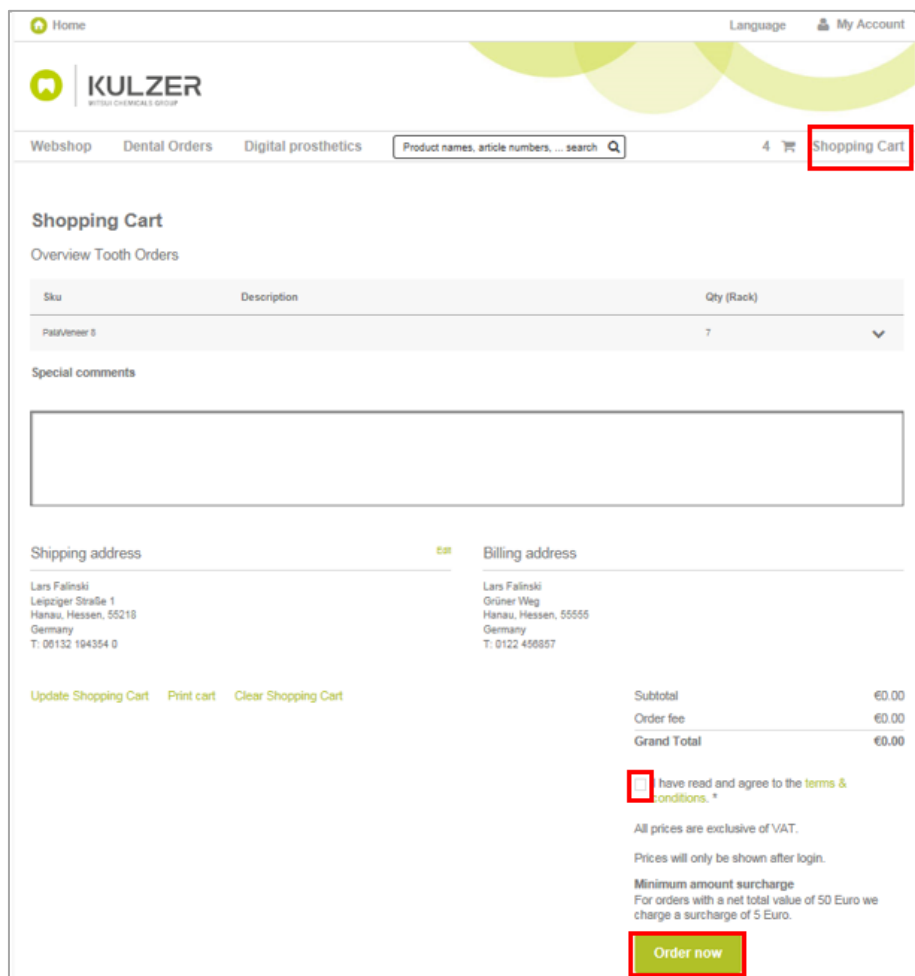 Home Language My Account
KULZER
MITSUI CHEMICALS GROUP
Webshop Dental Orders Digital prosthetics Product names, article numbers, ... search 4 Shopping Cart
Shopping Cart
Overview Tooth Orders
Sku Description Qty (Rack)
PalaVeneer 8 7
Special comments
Shipping address Edit Billing address
Lars Falinski Lars Falinski
Leipziger Straße 1 Grüner Weg
Hanau, Hessen, 55218 Hanau, Hessen, 55555
Germany Germany
T: 06132 194354 0 T: 0122 456857
Update Shopping Cart Print cart Clear Shopping Cart
Subtotal €0.00
Order fee €0.00
Grand Total €0.00
I have read and agree to the terms &
conditions. *
All prices are exclusive of VAT.
Prices will only be shown after login.
Minimum amount surcharge
For orders with a net total value of 50 Euro we
charge a surcharge of 5 Euro.
Order now